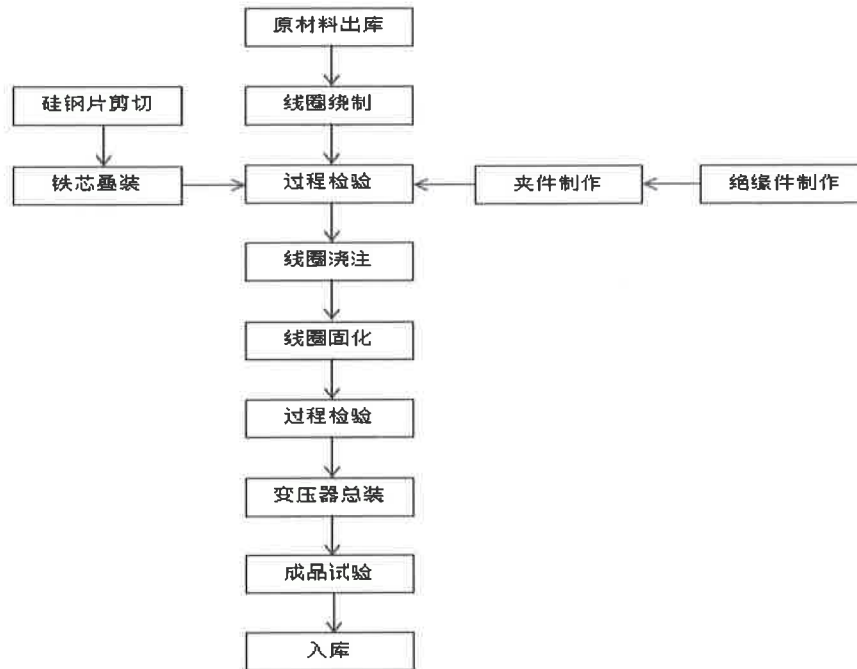 原材料出库
硅钢片剪切
线圈绕制
铁芯叠装
过程检验
夹件制作
绝缘件制作
线圈浇注
线圈固化
过程检验
变压器总装
成品试验
入库